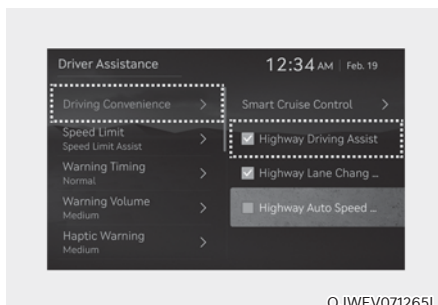 Driver Assistance
12:34 AM | Feb. 19
Driving Convenience >
Smart Cruise Control >
Speed Limit >
Speed Limit Assist
Highway Driving Assist
Warning Timing >
Normal
Highway Lane Chang ...
Warning Volume >
Medium
Highway Auto Speed ...
Haptic Warning >
Medium
OJWEV071265L